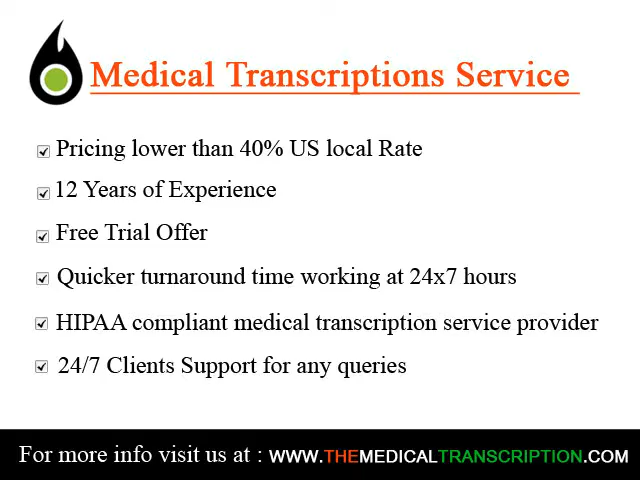 Medical Transcriptions Service
Pricing lower than 40% US local Rate
12 Years of Experience
Free Trial Offer
Quicker turnaround time working at 24x7 hours
HIPAA compliant medical transcription service provider
24/7 Clients Support for any queries
For more info visit us at : WWW.THEMEDICALTRANSCRIPTION.COM